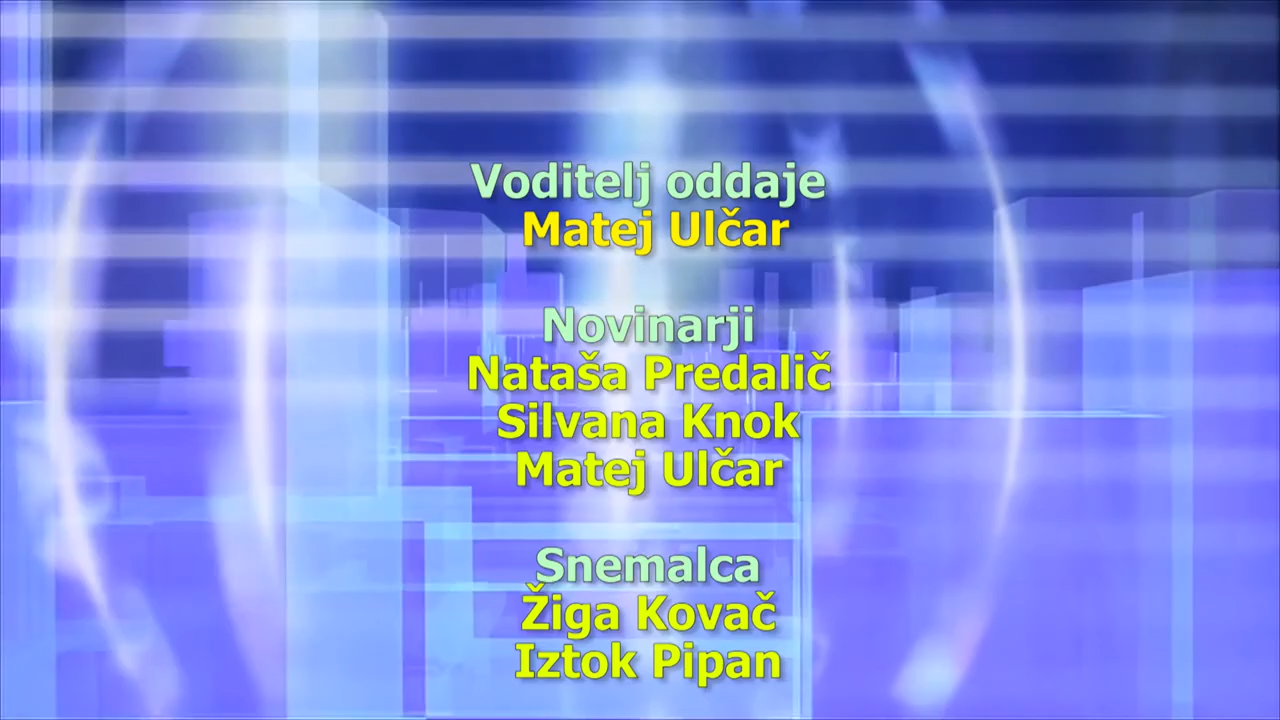 Voditelj oddaje
Matej Ulčar
Novinarji
Nataša Predalič
Silvana Knok
Matej Ulčar
Snemalca
Žiga Kovač
Iztok Pipan